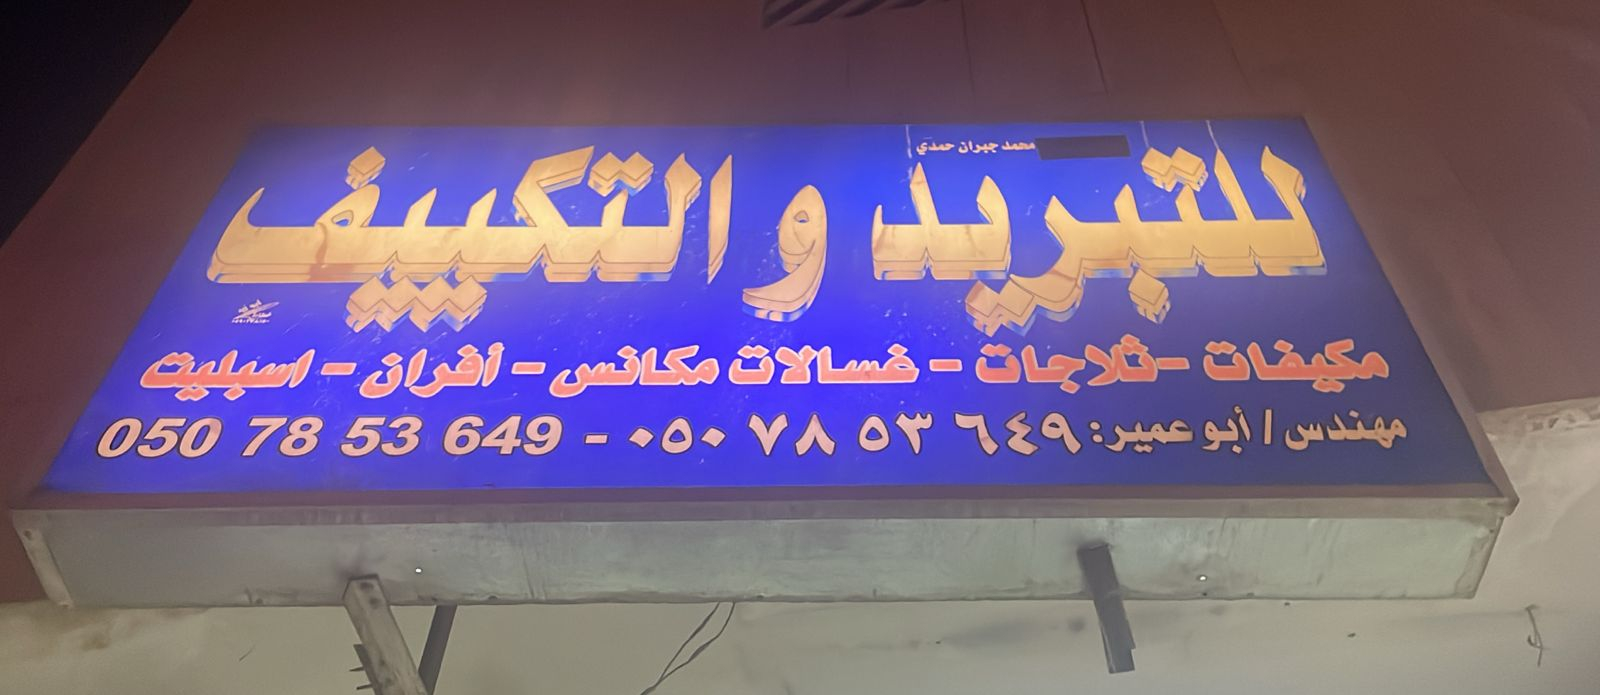 محمد جبران حمدي
للتبريد و التكييف
مكيفات - ثلاجات - غسالات مكانس - أفران - اسبليت
مهندس / أبو عمير: ٠٥٠ ٧٨ ٥٣ ٦٤٩ - 050 78 53 649